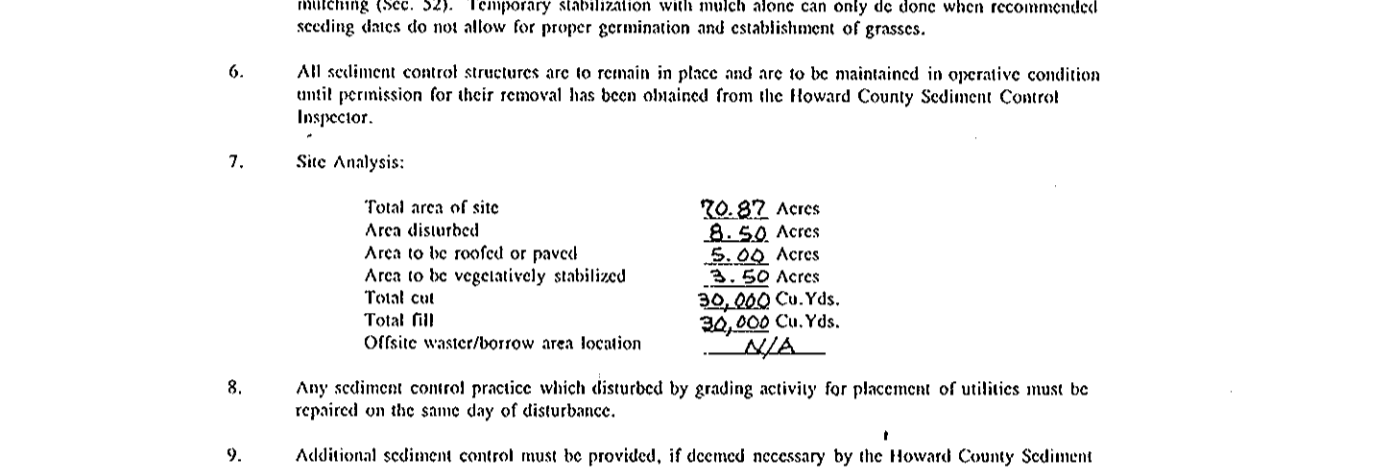 mulching (Sec. 52). Temporary stabilization with mulch alone can only de done when recommended
seeding dates do not allow for proper germination and establishment of grasses.
6. All sediment control structures are to remain in place and are to be maintained in operative condition
until permission for their removal has been obtained from the Howard County Sediment Control
Inspector.
7. Site Analysis:
Total area of site 70.87 Acres
Area disturbed 8.50 Acres
Area to be roofed or paved 5.00 Acres
Area to be vegetatively stabilized 3.50 Acres
Total cut 30,000 Cu.Yds.
Total fill 30,000 Cu.Yds.
Offsite waster/borrow area location N/A
8. Any sediment control practice which disturbed by grading activity for placement of utilities must be
repaired on the same day of disturbance.
9. Additional sediment control must be provided, if deemed necessary by the Howard County Sediment